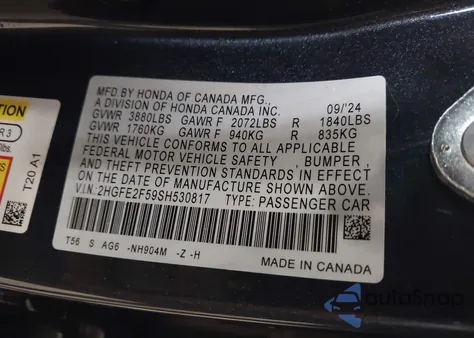 MFD BY HONDA OF CANADA MFG.,
A DIVISION OF HONDA CANADA INC. 09/'24
GVWR 3880LBS GAWR F 2072LBS R 1840LBS
GVWR 1760KG GAWR F 940KG R 835KG
THIS VEHICLE CONFORMS TO ALL APPLICABLE
FEDERAL MOTOR VEHICLE SAFETY , BUMPER ,
AND THEFT PREVENTION STANDARDS IN EFFECT ON
THE DATE OF MANUFACTURE SHOWN ABOVE.
V.I.N: 2HGFE2F59SH530817 TYPE: PASSENGER CAR
T56 S AG6 -NH904M -Z -H
MADE IN CANADA
TION
R 3
lbs.
T20 A1
autoSnap